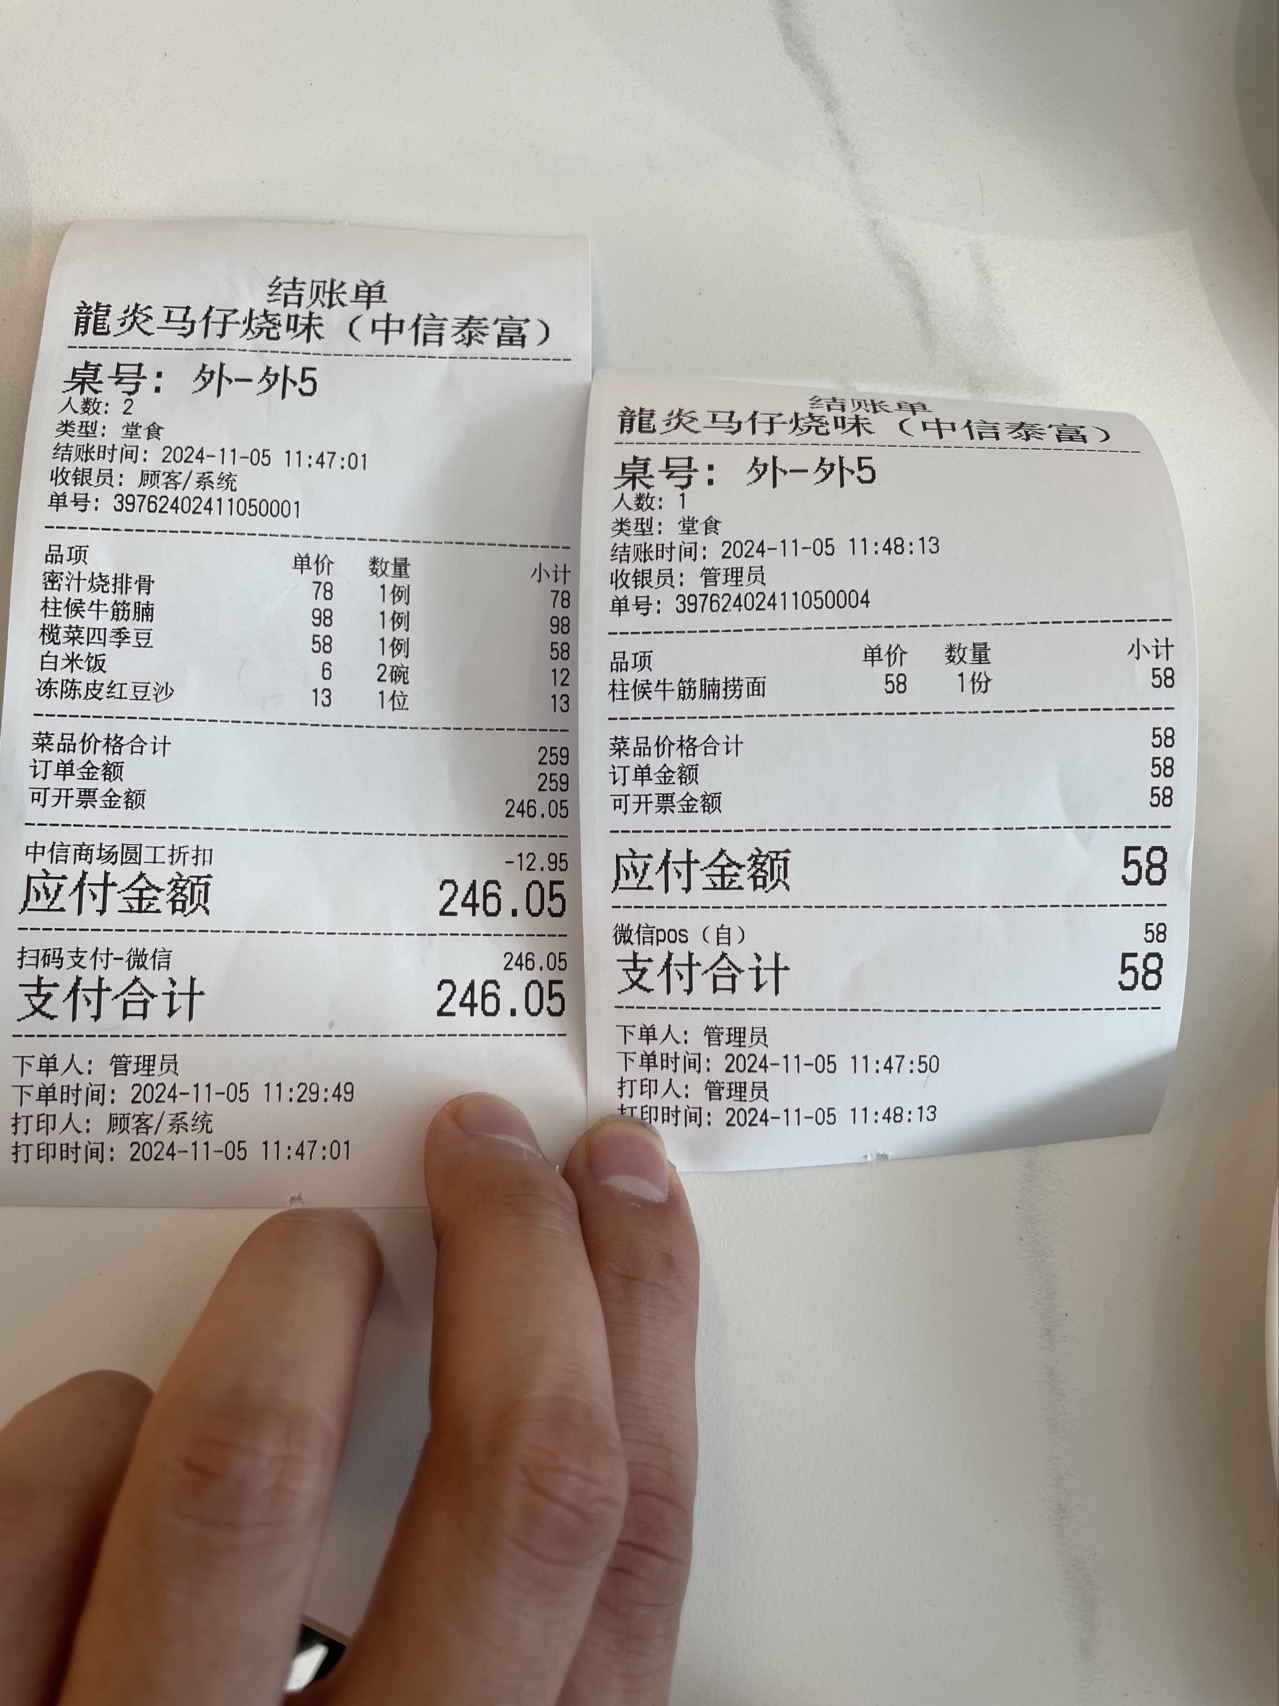 结账单
龍炎马仔烧味（中信泰富）
桌号：外-外5
人数：2
类型：堂食
结账时间：2024-11-05 11:47:01
收银员：顾客/系统
单号：39762402411050001
品项 单价 数量 小计
密汁烧排骨 78 1例 78
柱候牛筋腩 98 1例 98
榄菜四季豆 58 1例 58
白米饭 6 2碗 12
冻陈皮红豆沙 13 1位 13
菜品价格合计 259
订单金额 259
可开票金额 246.05
中信商场圆工折扣 -12.95
应付金额 246.05
扫码支付-微信 246.05
支付合计 246.05
下单人：管理员
下单时间：2024-11-05 11:29:49
打印人：顾客/系统
打印时间：2024-11-05 11:47:01
结账单
龍炎马仔烧味（中信泰富）
桌号：外-外5
人数：1
类型：堂食
结账时间：2024-11-05 11:48:13
收银员：管理员
单号：39762402411050004
品项 单价 数量 小计
柱候牛筋腩捞面 58 1份 58
菜品价格合计 58
订单金额 58
可开票金额 58
应付金额 58
微信pos（自） 58
支付合计 58
下单人：管理员
下单时间：2024-11-05 11:47:50
打印人：管理员
打印时间：2024-11-05 11:48:13